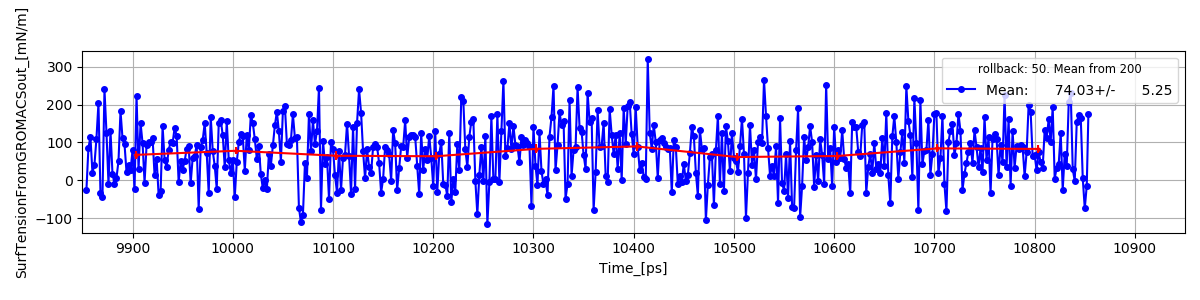 SurfTensionFromGROMACSout_[mN/m]
300
200
100
0
−100
rollback: 50. Mean from 200
Mean: 74.03+/- 5.25
9900 10000 10100 10200 10300 10400 10500 10600 10700 10800 10900
Time_[ps]